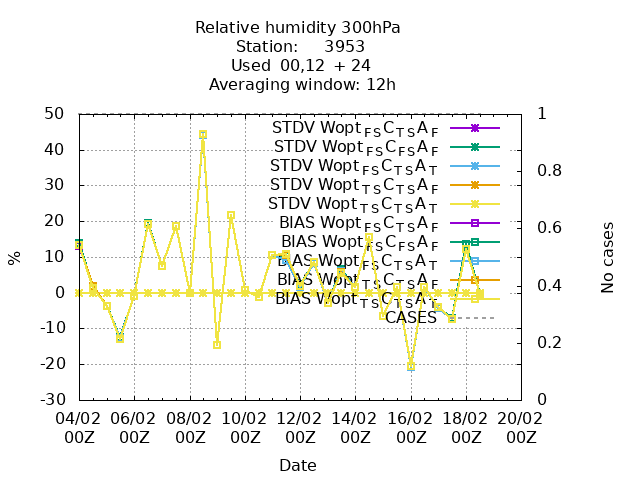 Relative humidity 300hPa
Station: 3953
Used 00,12 + 24
Averaging window: 12h
50
40
30
20
10
0
-10
-20
-30
%
1
0.8
0.6
0.4
0.2
0
No cases
STDV Wopt FS C TS A F
STDV Wopt FS C FS A F
STDV Wopt FS C TS A T
STDV Wopt TS C TS A F
STDV Wopt TS C TS A T
BIAS Wopt FS C TS A F
BIAS Wopt FS C FS A F
BIAS Wopt FS C TS A T
BIAS Wopt TS C TS A F
BIAS Wopt TS C TS A T
CASES
04/02 06/02 08/02 10/02 12/02 14/02 16/02 18/02 20/02
00Z 00Z 00Z 00Z 00Z 00Z 00Z 00Z 00Z
Date